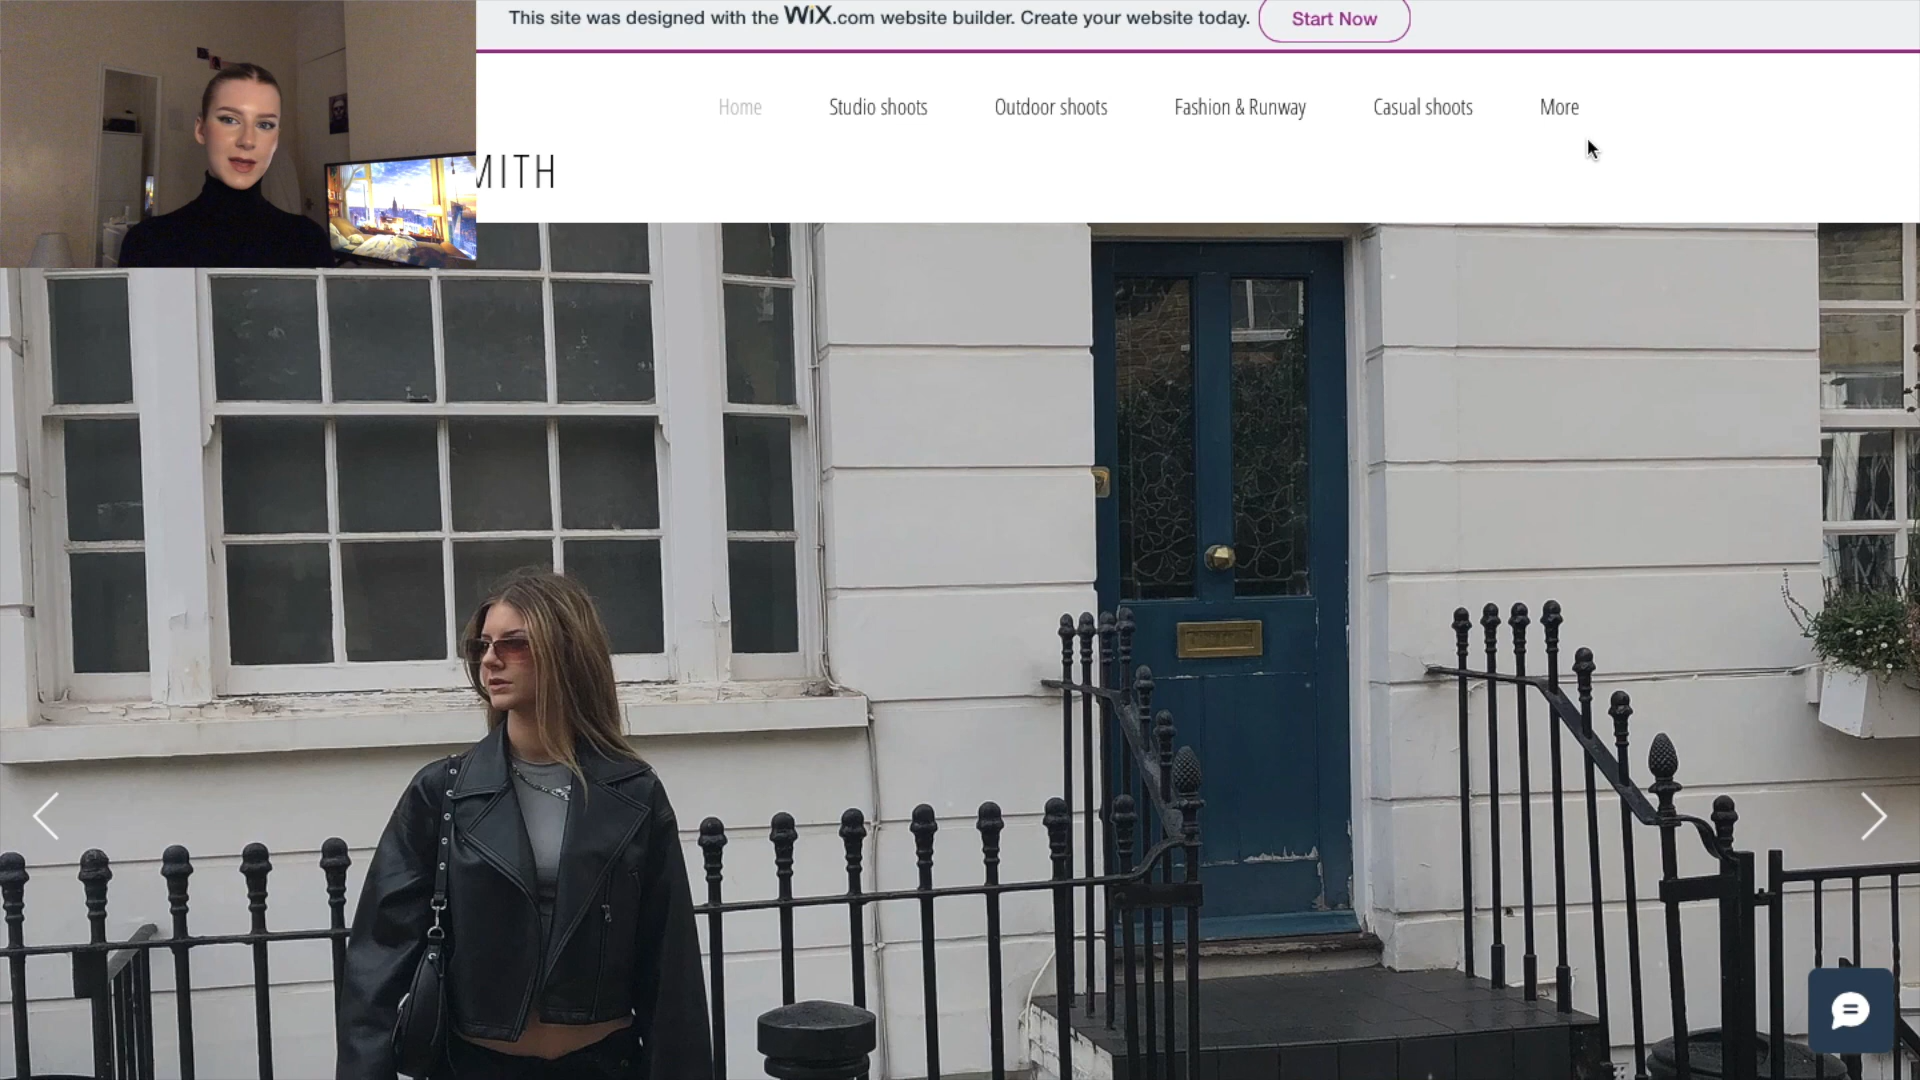 This site was designed with the WiX.com website builder. Create your website today. Start Now
Home Studio shoots Outdoor shoots Fashion & Runway Casual shoots More
MITH